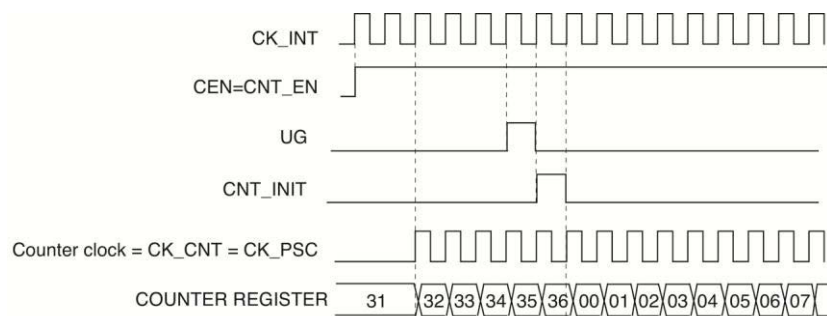 CK_INT
CEN=CNT_EN
UG
CNT_INIT
Counter clock = CK_CNT = CK_PSC
COUNTER REGISTER 31 32 33 34 35 36 00 01 02 03 04 05 06 07